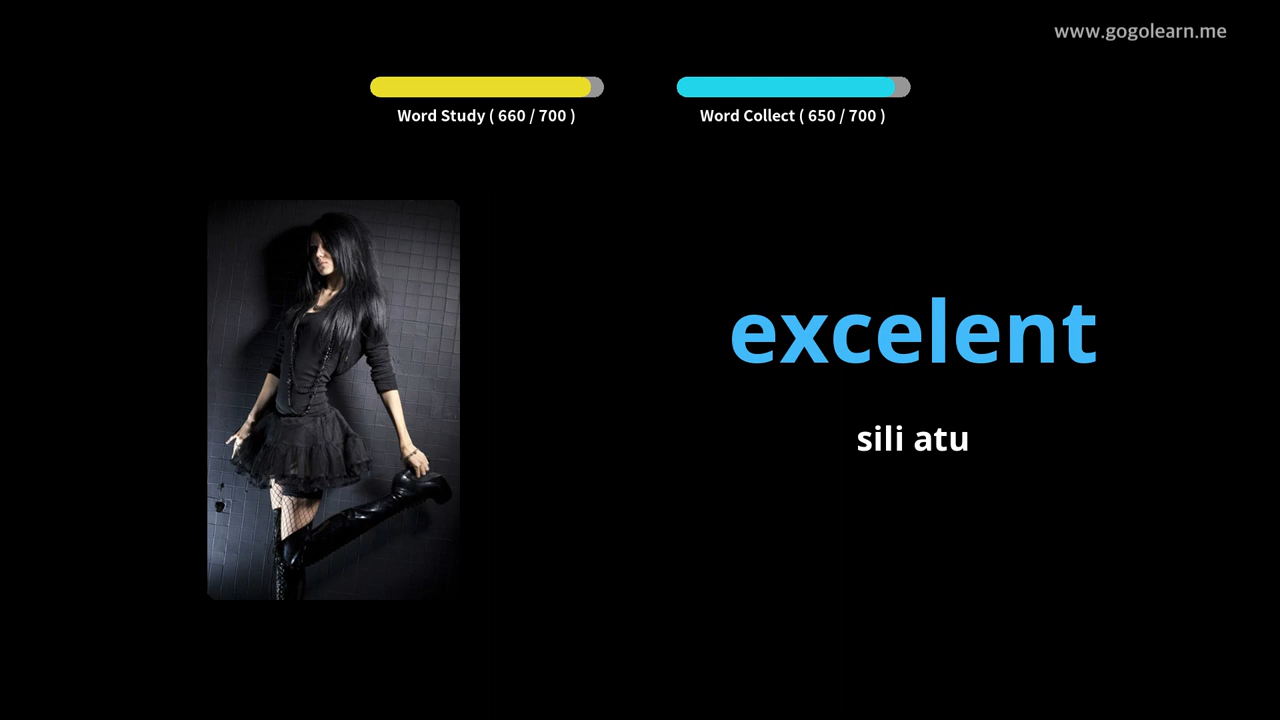 www.gogolearn.me
Word Study ( 660 / 700 )
Word Collect ( 650 / 700 )
excelent
sili atu